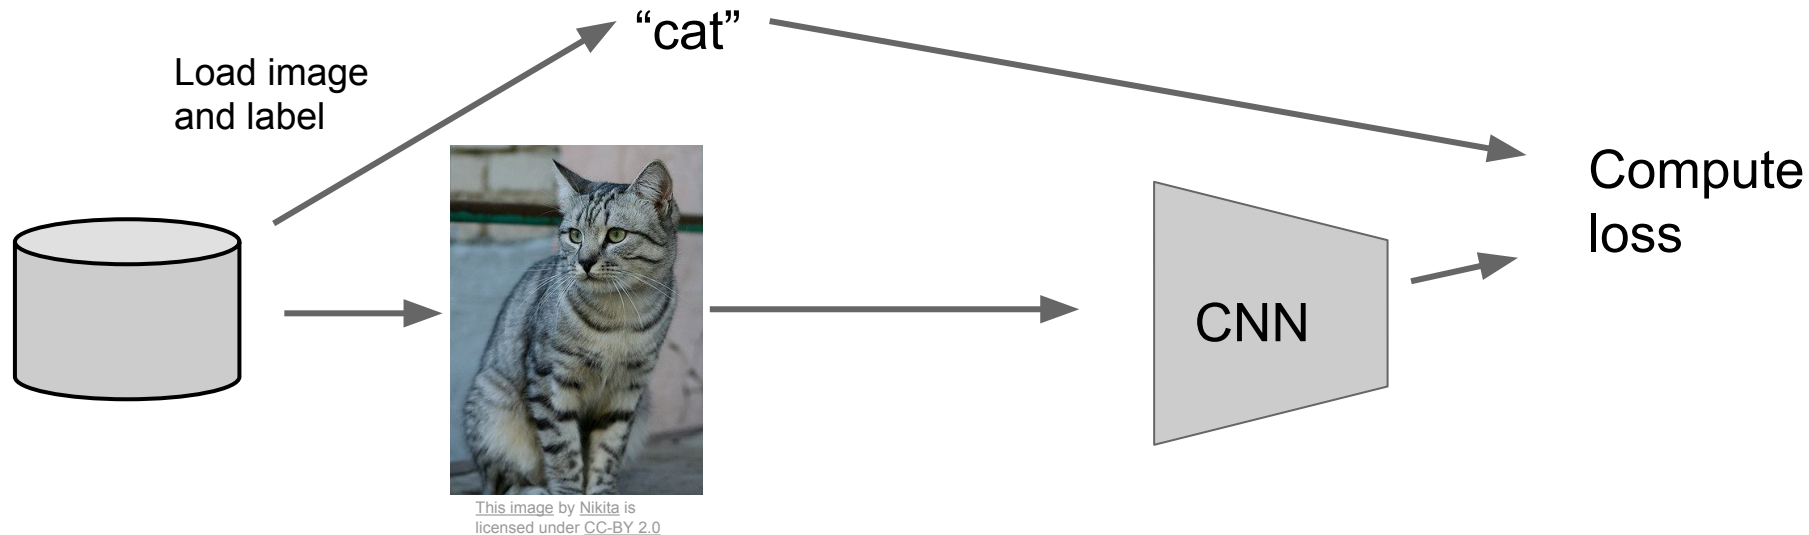 “cat”
Load image
and label
Compute
loss
CNN
This image by Nikita is
licensed under CC-BY 2.0